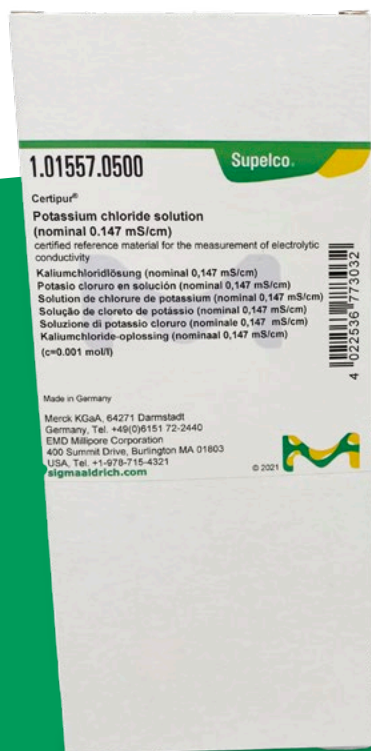 1.01557.0500
Supelco®
Certipur®
Potassium chloride solution
(nominal 0.147 mS/cm)
certified reference material for the measurement of electrolytic
conductivity
Kaliumchloridlösung (nominal 0,147 mS/cm)
Potasio cloruro en solución (nominal 0,147 mS/cm)
Solution de chlorure de potassium (nominal 0,147 mS/cm)
Solução de cloreto de potássio (nominal 0,147 mS/cm)
Soluzione di potassio cloruro (nominale 0,147 mS/cm)
Kaliumchloride-oplossing (nominaal 0,147 mS/cm)
(c=0.001 mol/l)
4 022536 773032
Made in Germany
Merck KGaA, 64271 Darmstadt
Germany, Tel. +49(0)6151 72-2440
EMD Millipore Corporation
400 Summit Drive, Burlington MA 01803
USA, Tel. +1-978-715-4321
sigmaaldrich.com
© 2021